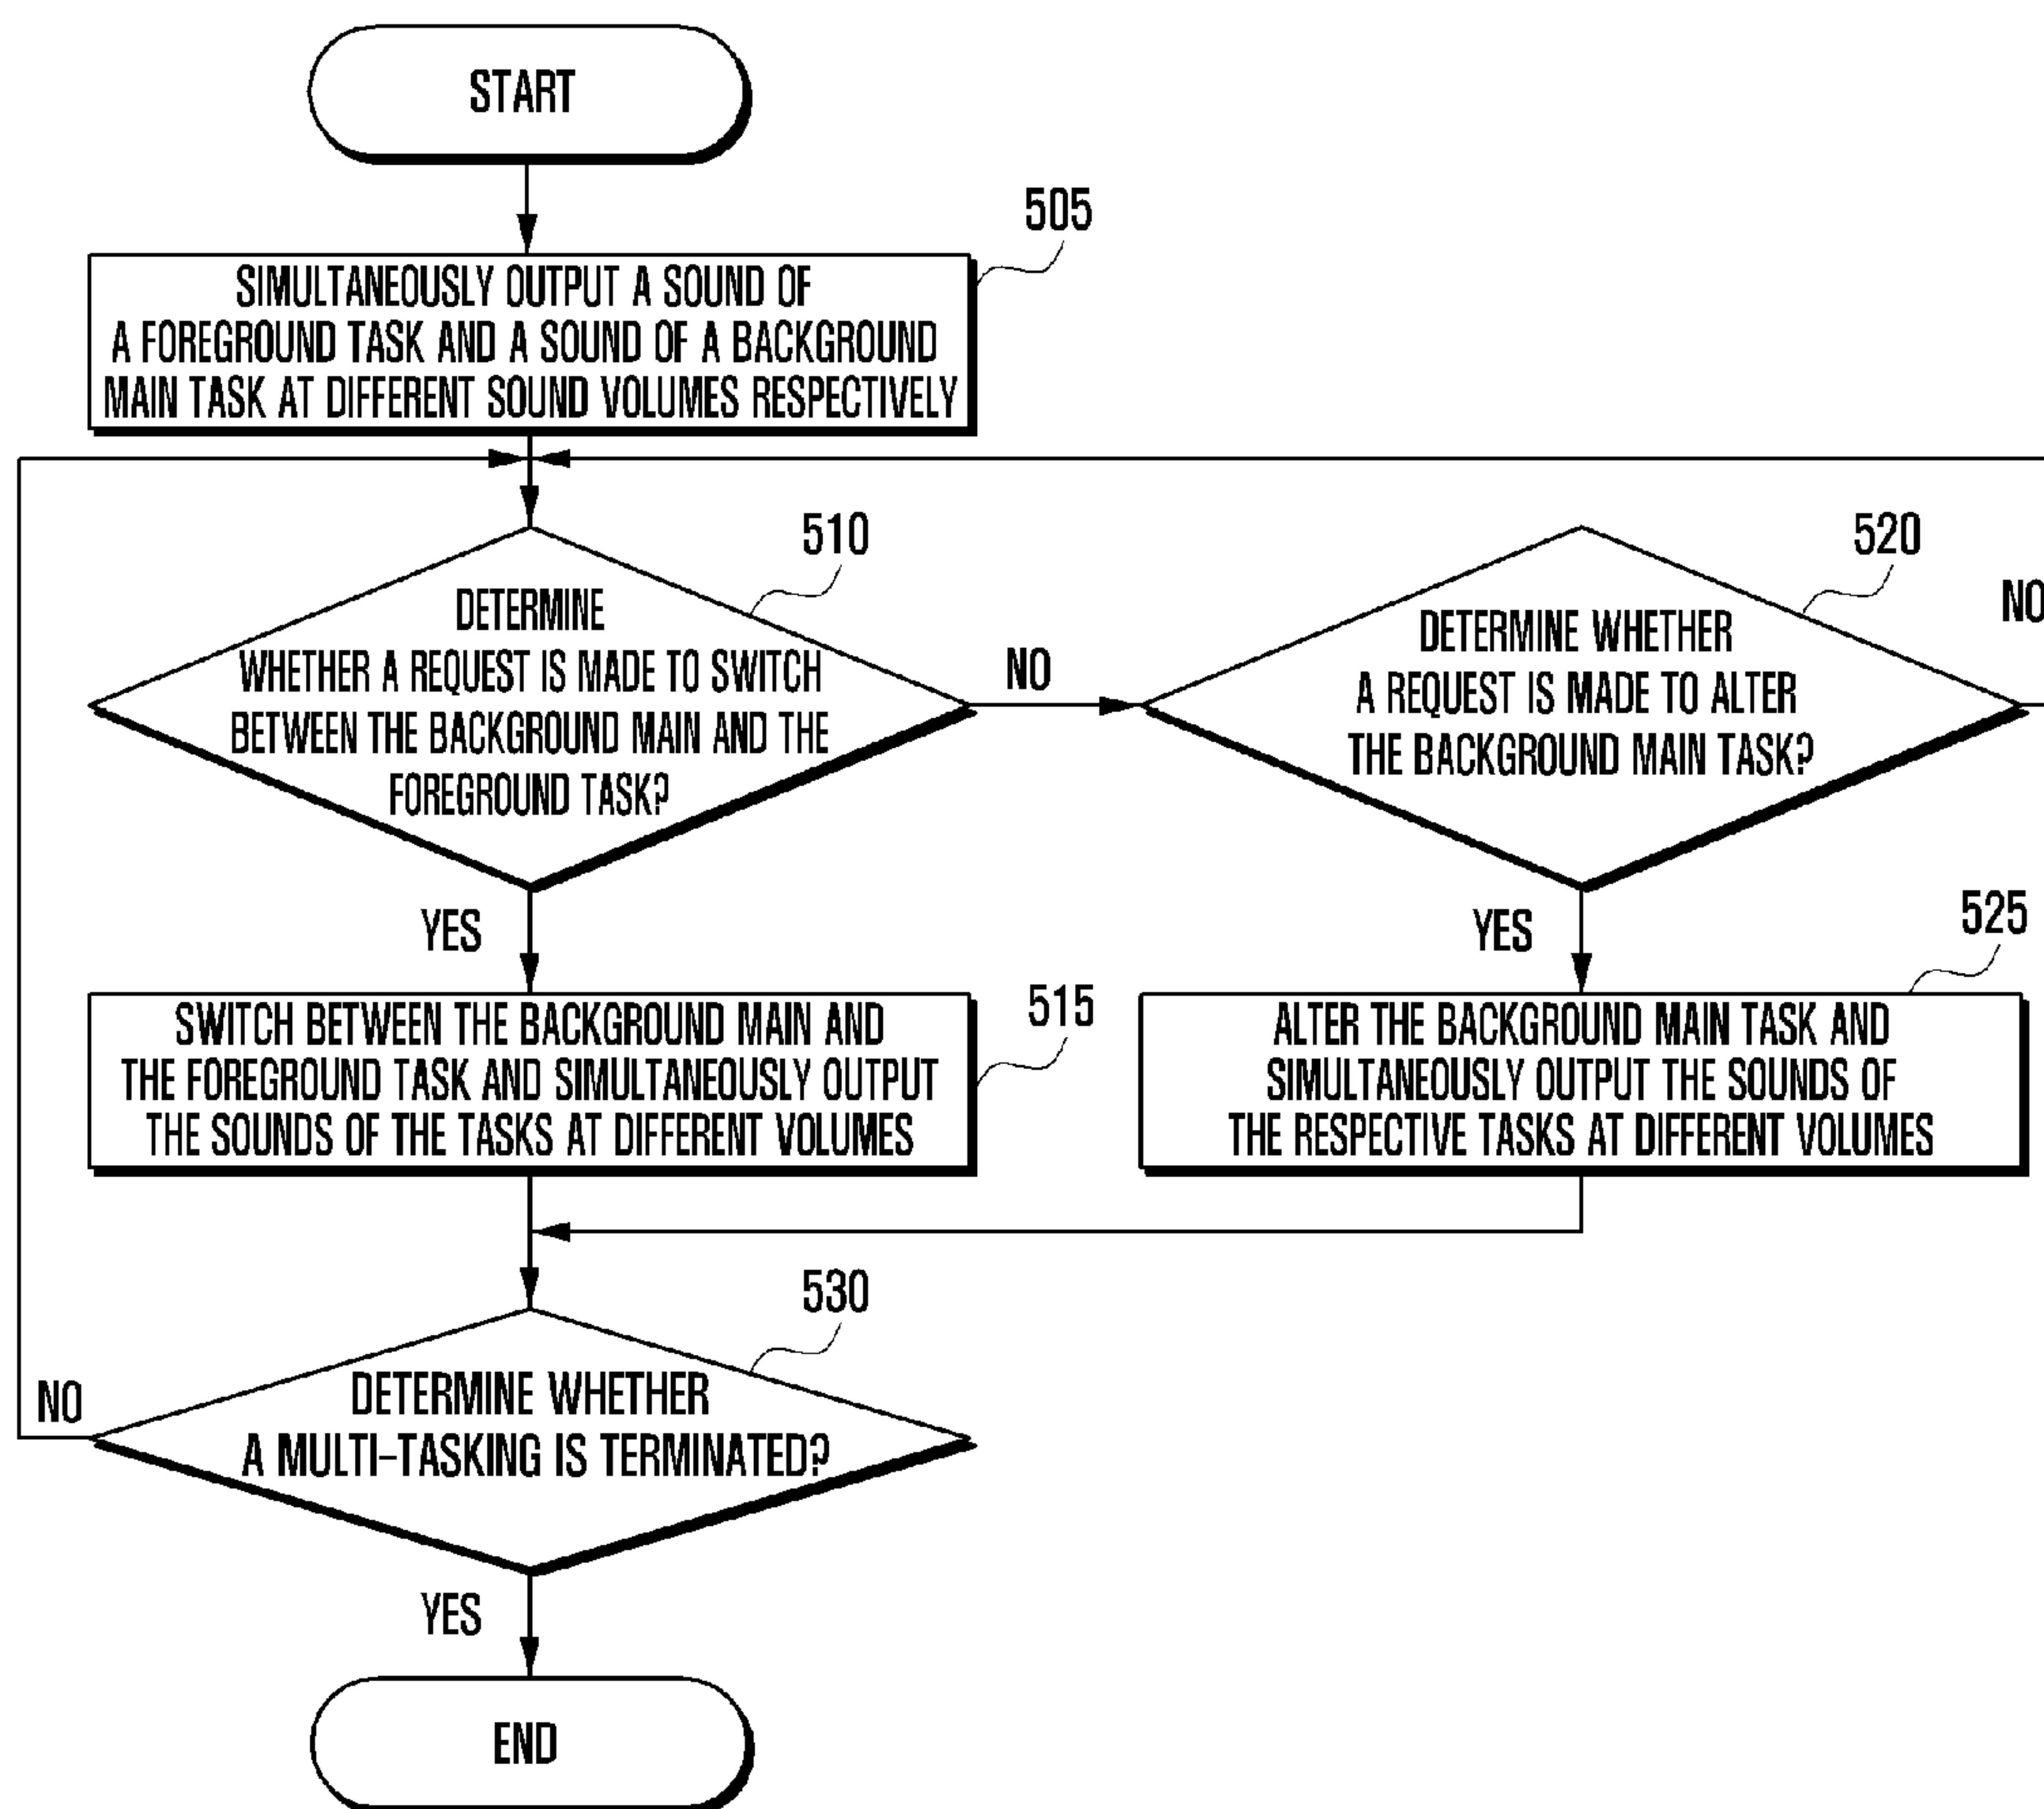 START
505
SIMULTANEOUSLY OUTPUT A SOUND OF
A FOREGROUND TASK AND A SOUND OF A BACKGROUND
MAIN TASK AT DIFFERENT SOUND VOLUMES RESPECTIVELY
510
DETERMINE
WHETHER A REQUEST IS MADE TO SWITCH
BETWEEN THE BACKGROUND MAIN AND THE
FOREGROUND TASK?
NO
520
DETERMINE WHETHER
A REQUEST IS MADE TO ALTER
THE BACKGROUND MAIN TASK?
NO
YES
515
SWITCH BETWEEN THE BACKGROUND MAIN AND
THE FOREGROUND TASK AND SIMULTANEOUSLY OUTPUT
THE SOUNDS OF THE TASKS AT DIFFERENT VOLUMES
YES
525
ALTER THE BACKGROUND MAIN TASK AND
SIMULTANEOUSLY OUTPUT THE SOUNDS OF
THE RESPECTIVE TASKS AT DIFFERENT VOLUMES
530
DETERMINE WHETHER
A MULTI-TASKING IS TERMINATED?
NO
YES
END